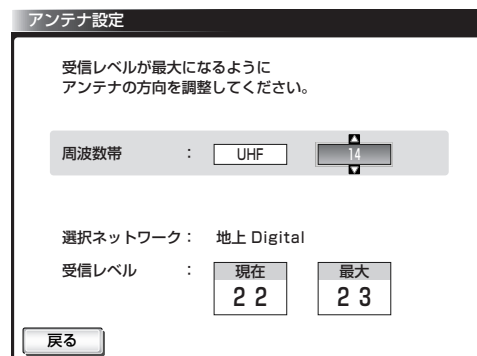 アンテナ設定
受信レベルが最大になるように
アンテナの方向を調整してください。
周波数帯 : UHF 14
選択ネットワーク: 地上 Digital
受信レベル : 現在 最大
22 23
戻る